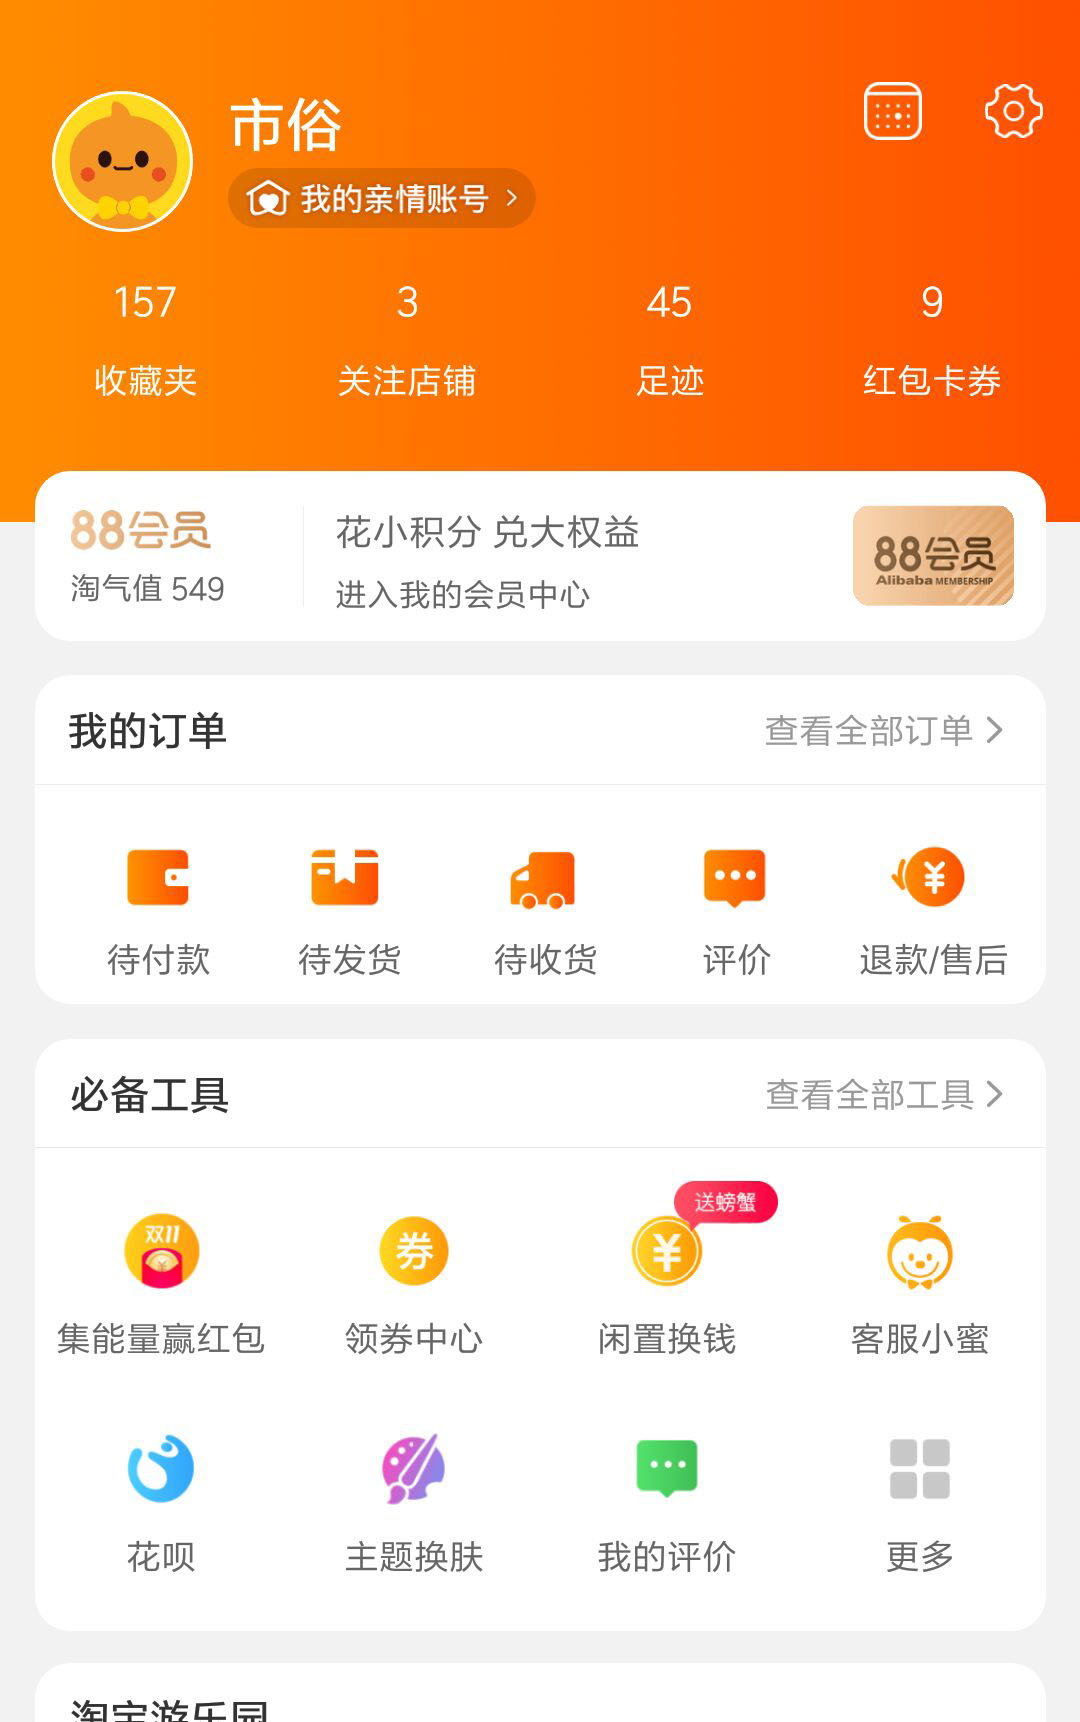 市俗
我的亲情账号
157
3
45
9
收藏夹
关注店铺
足迹
红包卡券
88会员
淘气值 549
花小积分 兑大权益
进入我的会员中心
88会员
Alibaba MEMBERSHIP
我的订单
查看全部订单
待付款
待发货
待收货
评价
退款/售后
必备工具
查看全部工具
双11
券
送螃蟹
集能量赢红包
领券中心
闲置换钱
客服小蜜
花呗
主题换肤
我的评价
更多
淘宝游乐园